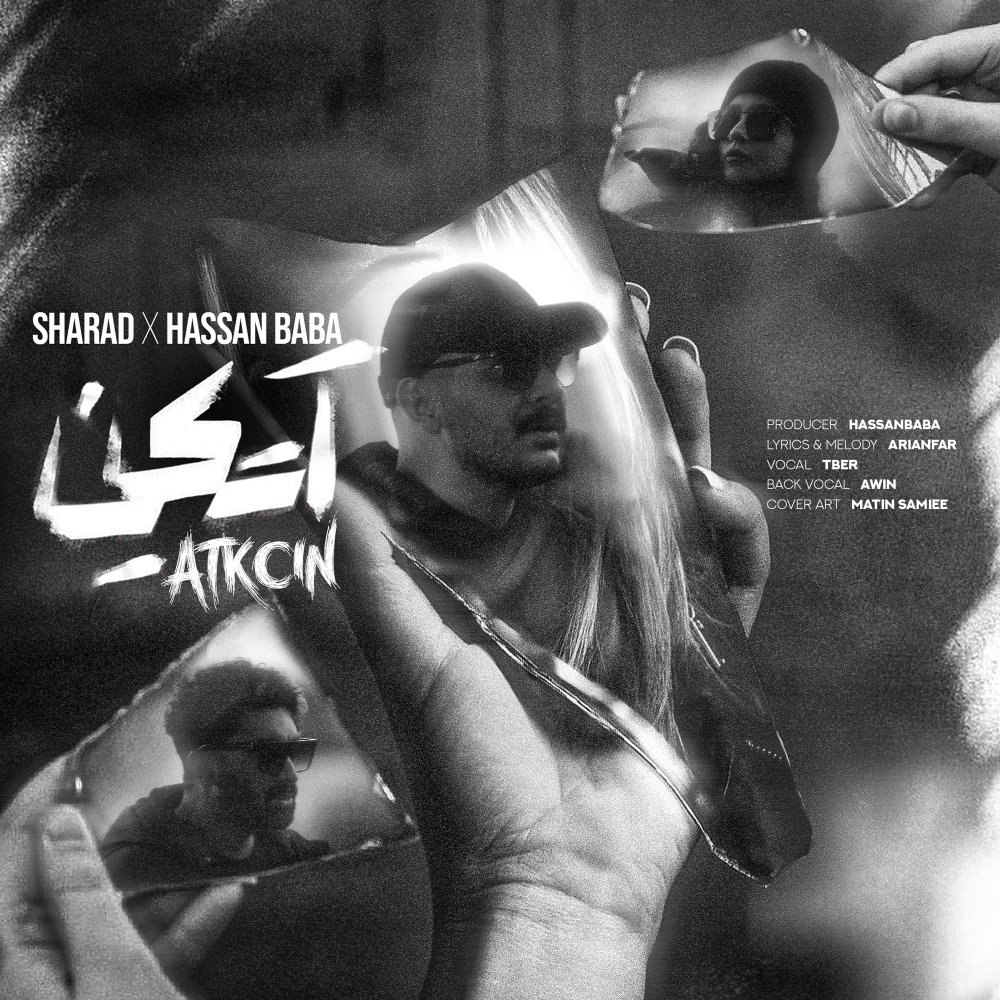 SHARAD X HASSAN BABA
آتکین
ATKCIN
PRODUCER HASSANBABA
LYRICS & MELODY ARIANFAR
VOCAL TBER
BACK VOCAL AWIN
COVER ART MATIN SAMIEE